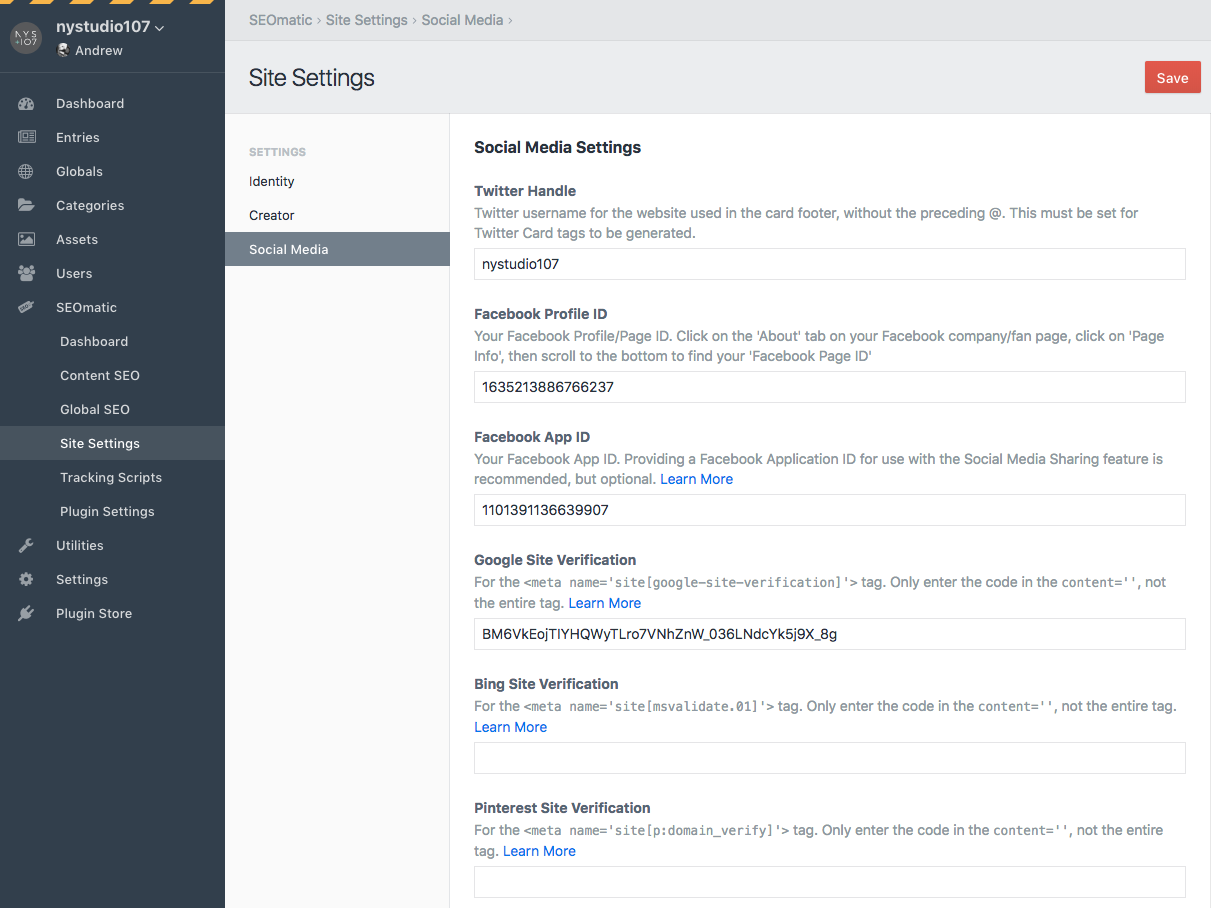 NYS
+107
nystudio107
Andrew
Dashboard
Entries
Globals
Categories
Assets
Users
SEOmatic
Dashboard
Content SEO
Global SEO
Site Settings
Tracking Scripts
Plugin Settings
Utilities
Settings
Plugin Store
SEOmatic › Site Settings › Social Media ›
Site Settings
Save
SETTINGS
Identity
Creator
Social Media
Social Media Settings
Twitter Handle
Twitter username for the website used in the card footer, without the preceding @. This must be set for
Twitter Card tags to be generated.
nystudio107
Facebook Profile ID
Your Facebook Profile/Page ID. Click on the 'About' tab on your Facebook company/fan page, click on 'Page
Info', then scroll to the bottom to find your 'Facebook Page ID'
1635213886766237
Facebook App ID
Your Facebook App ID. Providing a Facebook Application ID for use with the Social Media Sharing feature is
recommended, but optional. Learn More
1101391136639907
Google Site Verification
For the <meta name='site[google-site-verification]'> tag. Only enter the code in the content='', not
the entire tag. Learn More
BM6VkEojTIYHQWyTLro7VNhZnW_036LNdcYk5j9X_8g
Bing Site Verification
For the <meta name='site[msvalidate.01]'> tag. Only enter the code in the content='', not the entire tag.
Learn More
Pinterest Site Verification
For the <meta name='site[p:domain_verify]'> tag. Only enter the code in the content='', not the entire
tag. Learn More